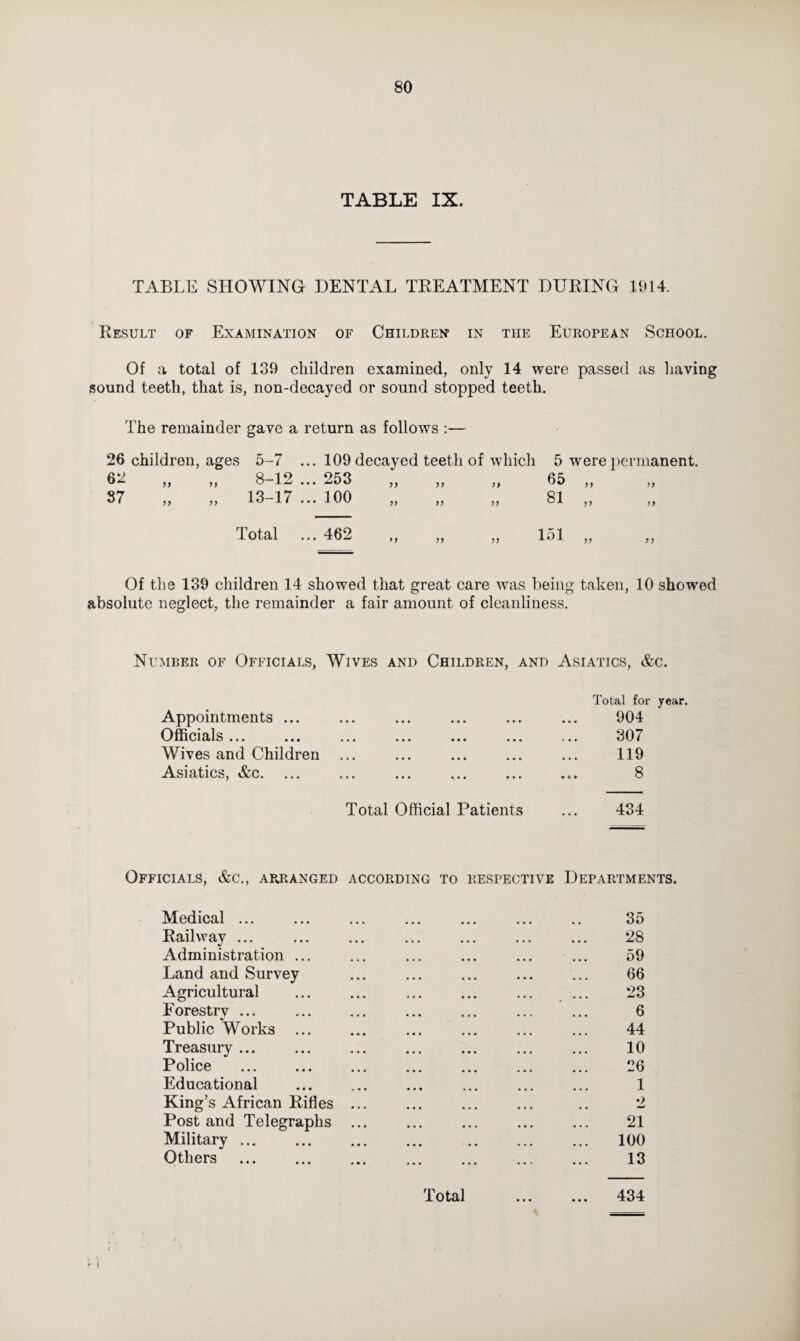 80
TABLE IX.
TABLE SHOWING DENTAL TREATMENT DURING 1914.
Result of Examination of Children in the European School.
Of a total of 139 children examined, only 14 were passed as having
sound teeth, that is, non-decayed or sound stopped teeth.
The remainder gave a return as follows :—
26 children, ages 5-7 ... 109 decayed teeth of which 5 were permanent.
62 „ „ 8-12 ... 253 „ „ „ 65 „ „
37 „ „ 13-17 ... 100 „ „ „ 81 „ „
Total ... 462 „ „ „ 151 „ „
Of the 139 children 14 showed that great care was being taken, 10 showed
absolute neglect, the remainder a fair amount of cleanliness.
Number of Officials, Wives and Children, and Asiatics, &c.
Total for year.
Appointments ... ... ... ... ... ... 904
Officials ... ... ... ... ... ... ... 307
Wives and Children ... ... ... ... ... 119
Asiatics, &c. ... ... ... ... ... ... 8
Total Official Patients ... 434
Officials, &c., arranged according to respective Departments.
Medical ... ... ... ... ... ... .. 35
Railway ... ... ... ... ... ... ... 28
Administration ... ... ... ... ... ... 59
Land and Survey ... ... ... ... ... 66
Agricultural ... ... ... ... ... ... 23
Forestry ... ... ... ... ... ... ... 6
Public Works ... ... ... ... ... ... 44
Treasury ... ... ... ... ... ... ... 10
Police ... ... ... ... ... ... ... 26
Educational ... ... ... ... ... ... 1
King's African Rifles ... ... ... ... .. 2
Post and Telegraphs ... ... ... ... ... 21
Military ... ... ... ... .. ... ... 100
Others ... ... ... ... ... ... ... 13
Total ... ... 434